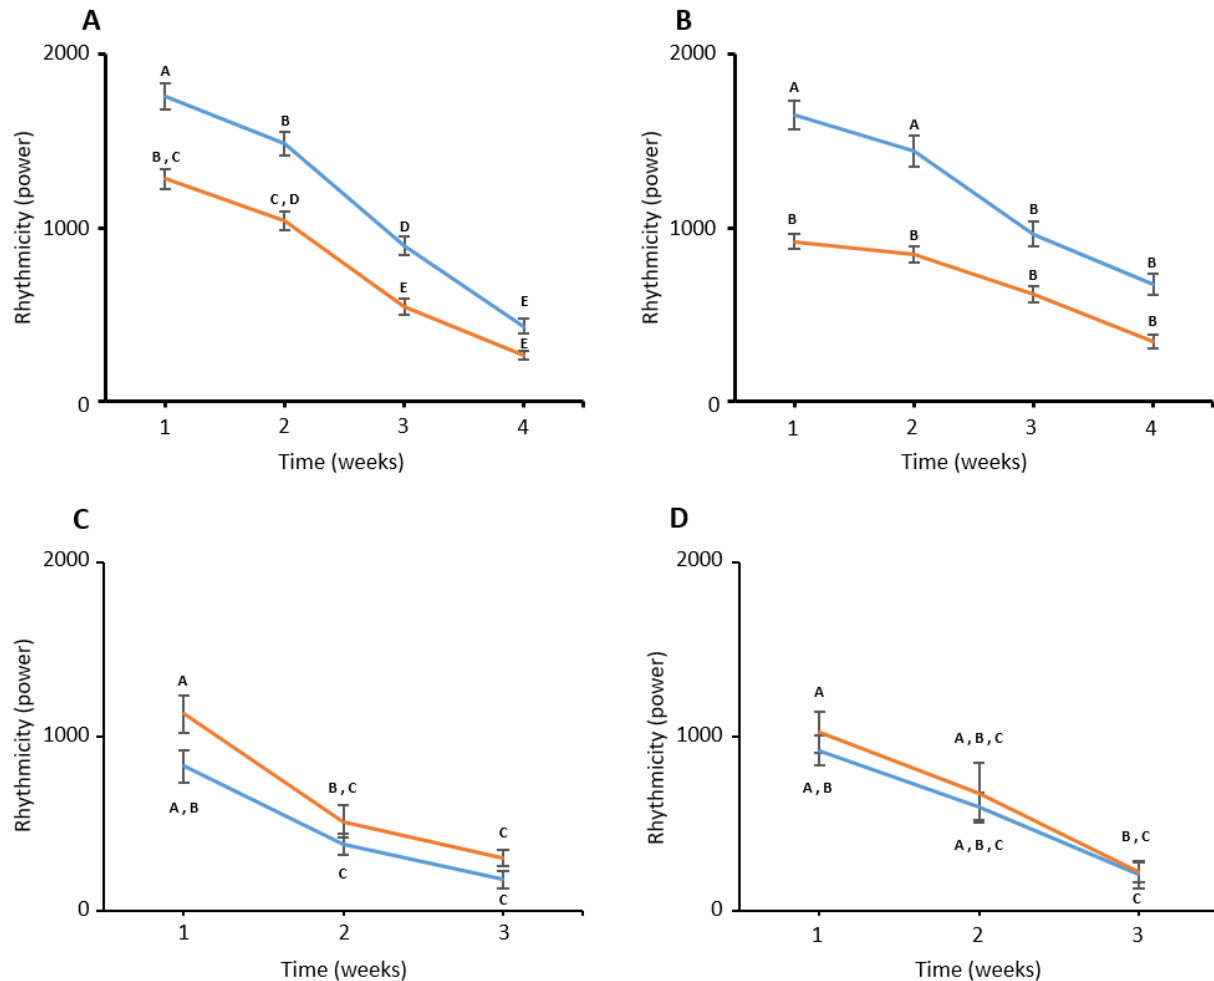 A
2000
A
B
B,C
C,D
1000
D
E
E
E
0
1 2 3 4
Time (weeks)
Rhythmicity (power)
B
2000
A
A
B
B
1000
B
B
B
B
0
1 2 3 4
Time (weeks)
Rhythmicity (power)
C
2000
A
1000
A,B
B,C
C
C
C
0
1 2 3
Time (weeks)
Rhythmicity (power)
D
2000
A
1000
A,B,C
A,B
A,B,C
B,C
C
0
1 2 3
Time (weeks)
Rhythmicity (power)